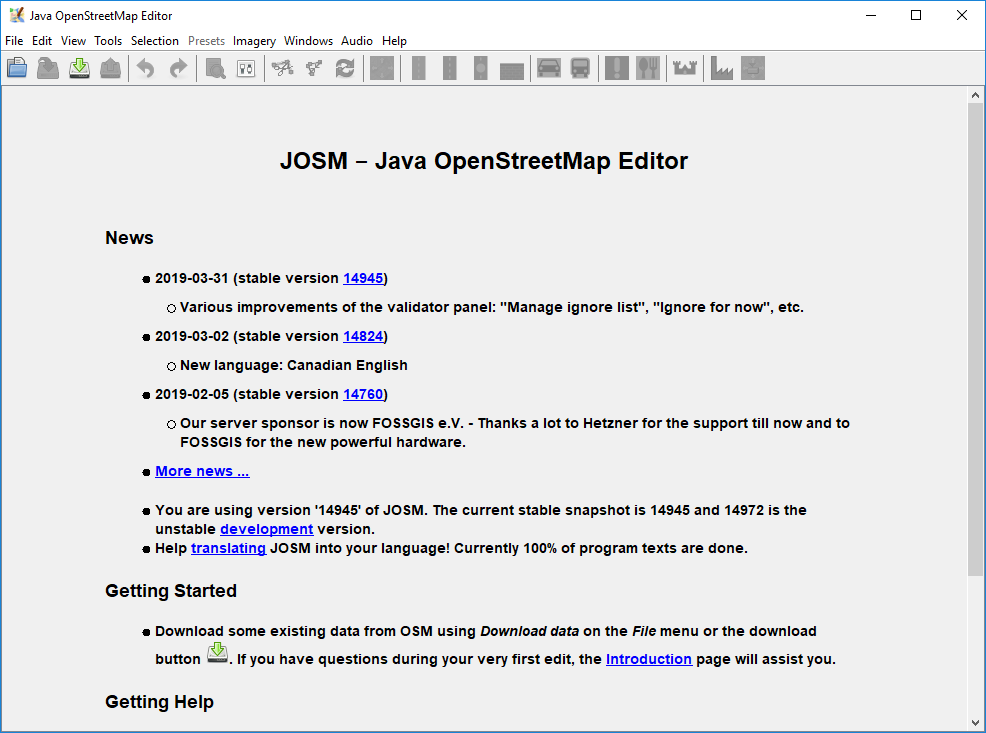 Java OpenStreetMap Editor
File Edit View Tools Selection Presets Imagery Windows Audio Help
JOSM – Java OpenStreetMap Editor
News
2019-03-31 (stable version 14945)
Various improvements of the validator panel: "Manage ignore list", "Ignore for now", etc.
2019-03-02 (stable version 14824)
New language: Canadian English
2019-02-05 (stable version 14760)
Our server sponsor is now FOSSGIS e.V. - Thanks a lot to Hetzner for the support till now and to
FOSSGIS for the new powerful hardware.
More news ...
You are using version '14945' of JOSM. The current stable snapshot is 14945 and 14972 is the
unstable development version.
Help translating JOSM into your language! Currently 100% of program texts are done.
Getting Started
Download some existing data from OSM using Download data on the File menu or the download
button . If you have questions during your very first edit, the Introduction page will assist you.
Getting Help